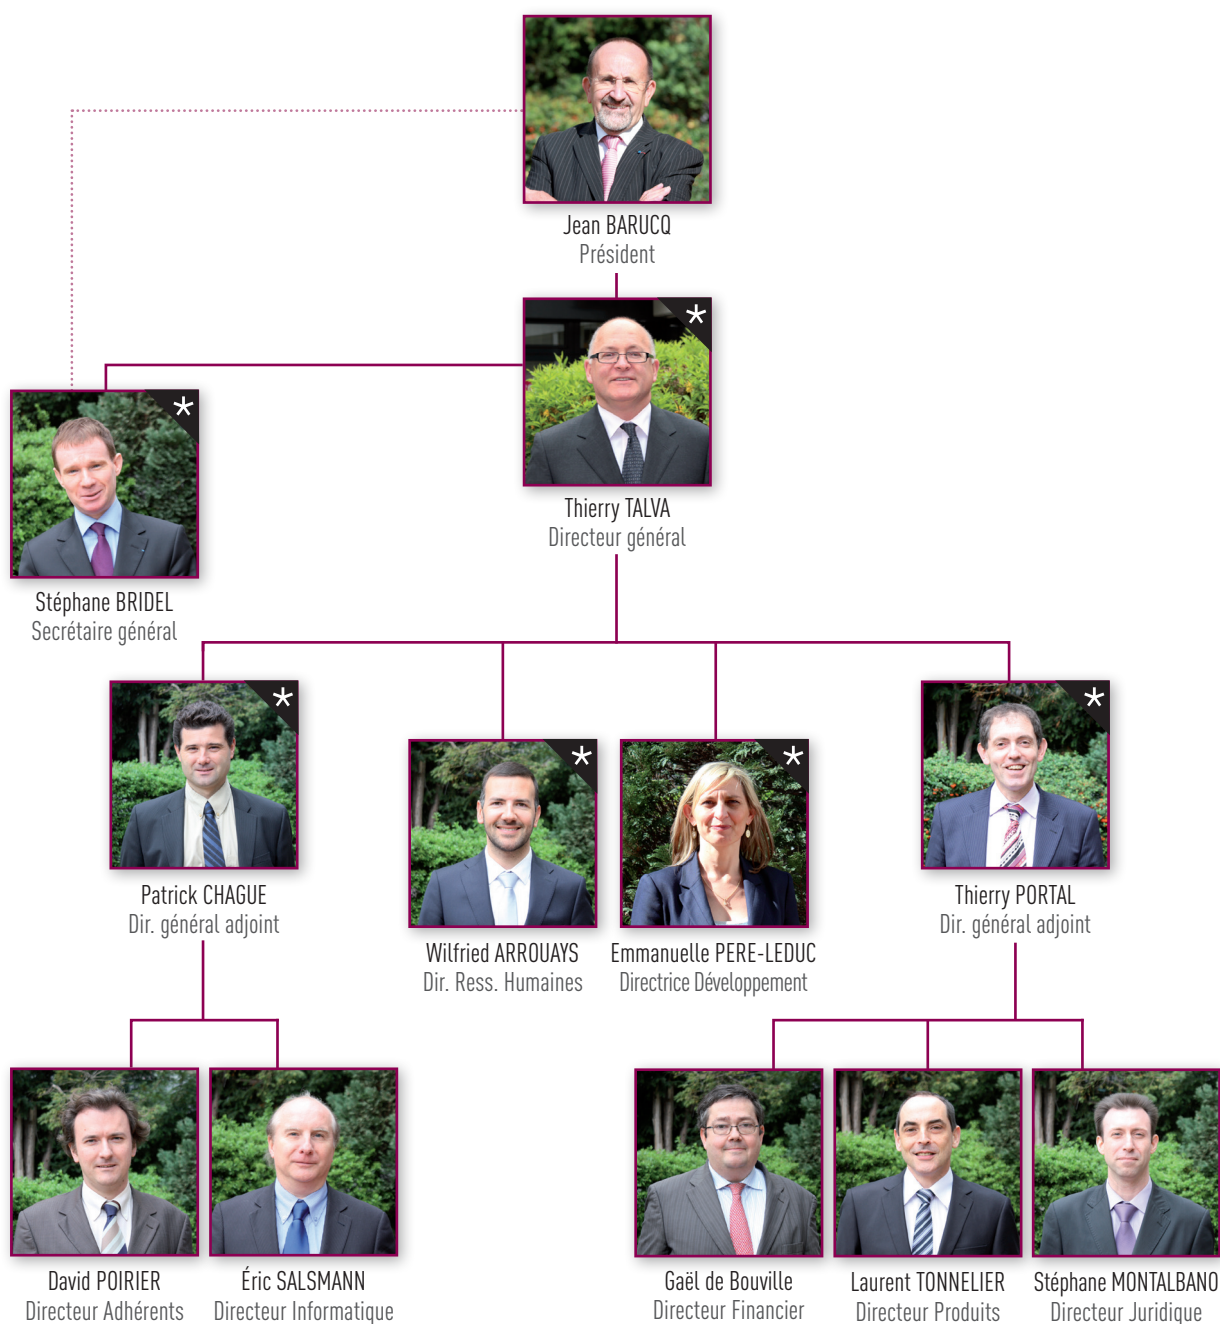 Jean BARUCQ
Président
*
Thierry TALVA
Directeur général
*
Stéphane BRIDEL
Secrétaire général
*
Patrick CHAGUE
Dir. général adjoint
*
Wilfried ARROUAYS
Dir. Ress. Humaines
*
Emmanuelle PERE-LEDUC
Directrice Développement
*
Thierry PORTAL
Dir. général adjoint
David POIRIER
Directeur Adhérents
Éric SALSMANN
Directeur Informatique
Gaël de Bouville
Directeur Financier
Laurent TONNELIER
Directeur Produits
Stéphane MONTALBANO
Directeur Juridique